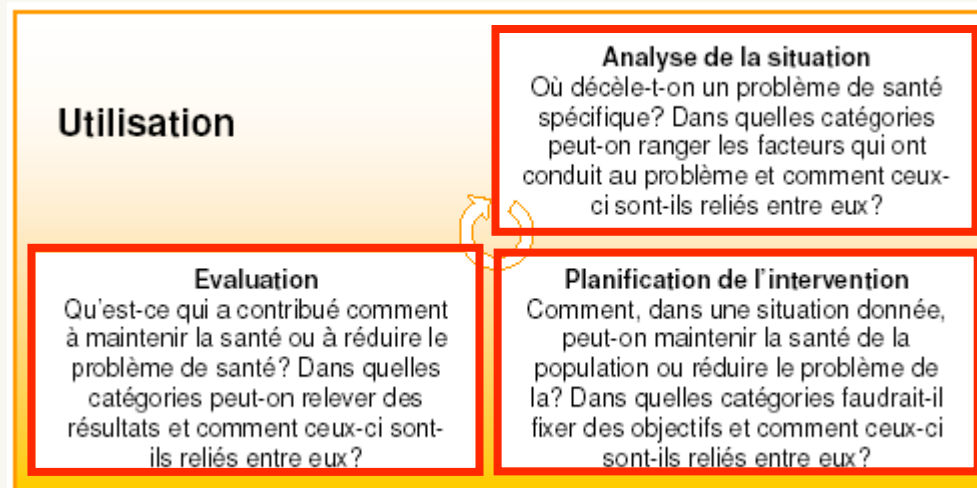 Utilisation
Analyse de la situation
Où décèle-t-on un problème de santé
spécifique? Dans quelles catégories
peut-on ranger les facteurs qui ont
conduit au problème et comment ceux-
ci sont-ils reliés entre eux?
Evaluation
Qu'est-ce qui a contribué comment
à maintenir la santé ou à réduire le
problème de santé? Dans quelles
catégories peut-on relever des
résultats et comment ceux-ci sont-
ils reliés entre eux?
Planification de l'intervention
Comment, dans une situation donnée,
peut-on maintenir la santé de la
population ou réduire le problème de
la? Dans quelles catégories faudrait-il
fixer des objectifs et comment ceux-ci
sont-ils reliés entre eux?